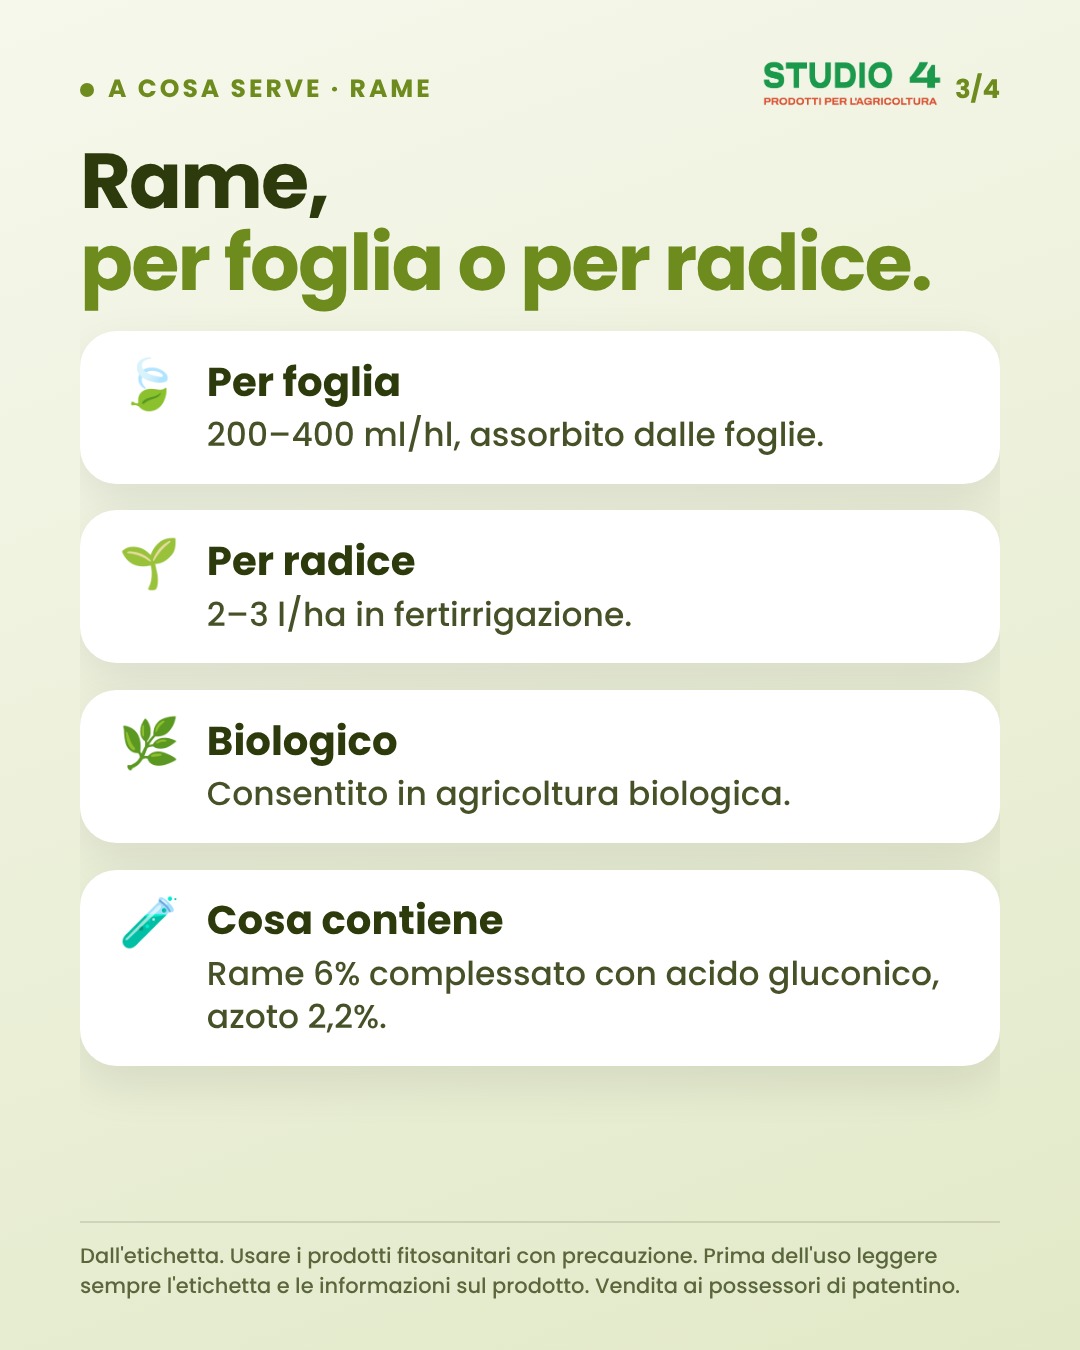 A COSA SERVE · RAME
STUDIO 4
PRODOTTI PER L'AGRICOLTURA
3/4
Rame,
per foglia o per radice.
Per foglia
200–400 ml/hl, assorbito dalle foglie.
Per radice
2–3 l/ha in fertirrigazione.
Biologico
Consentito in agricoltura biologica.
Cosa contiene
Rame 6% complessato con acido gluconico,
azoto 2,2%.
Dall'etichetta. Usare i prodotti fitosanitari con precauzione. Prima dell'uso leggere
sempre l'etichetta e le informazioni sul prodotto. Vendita ai possessori di patentino.